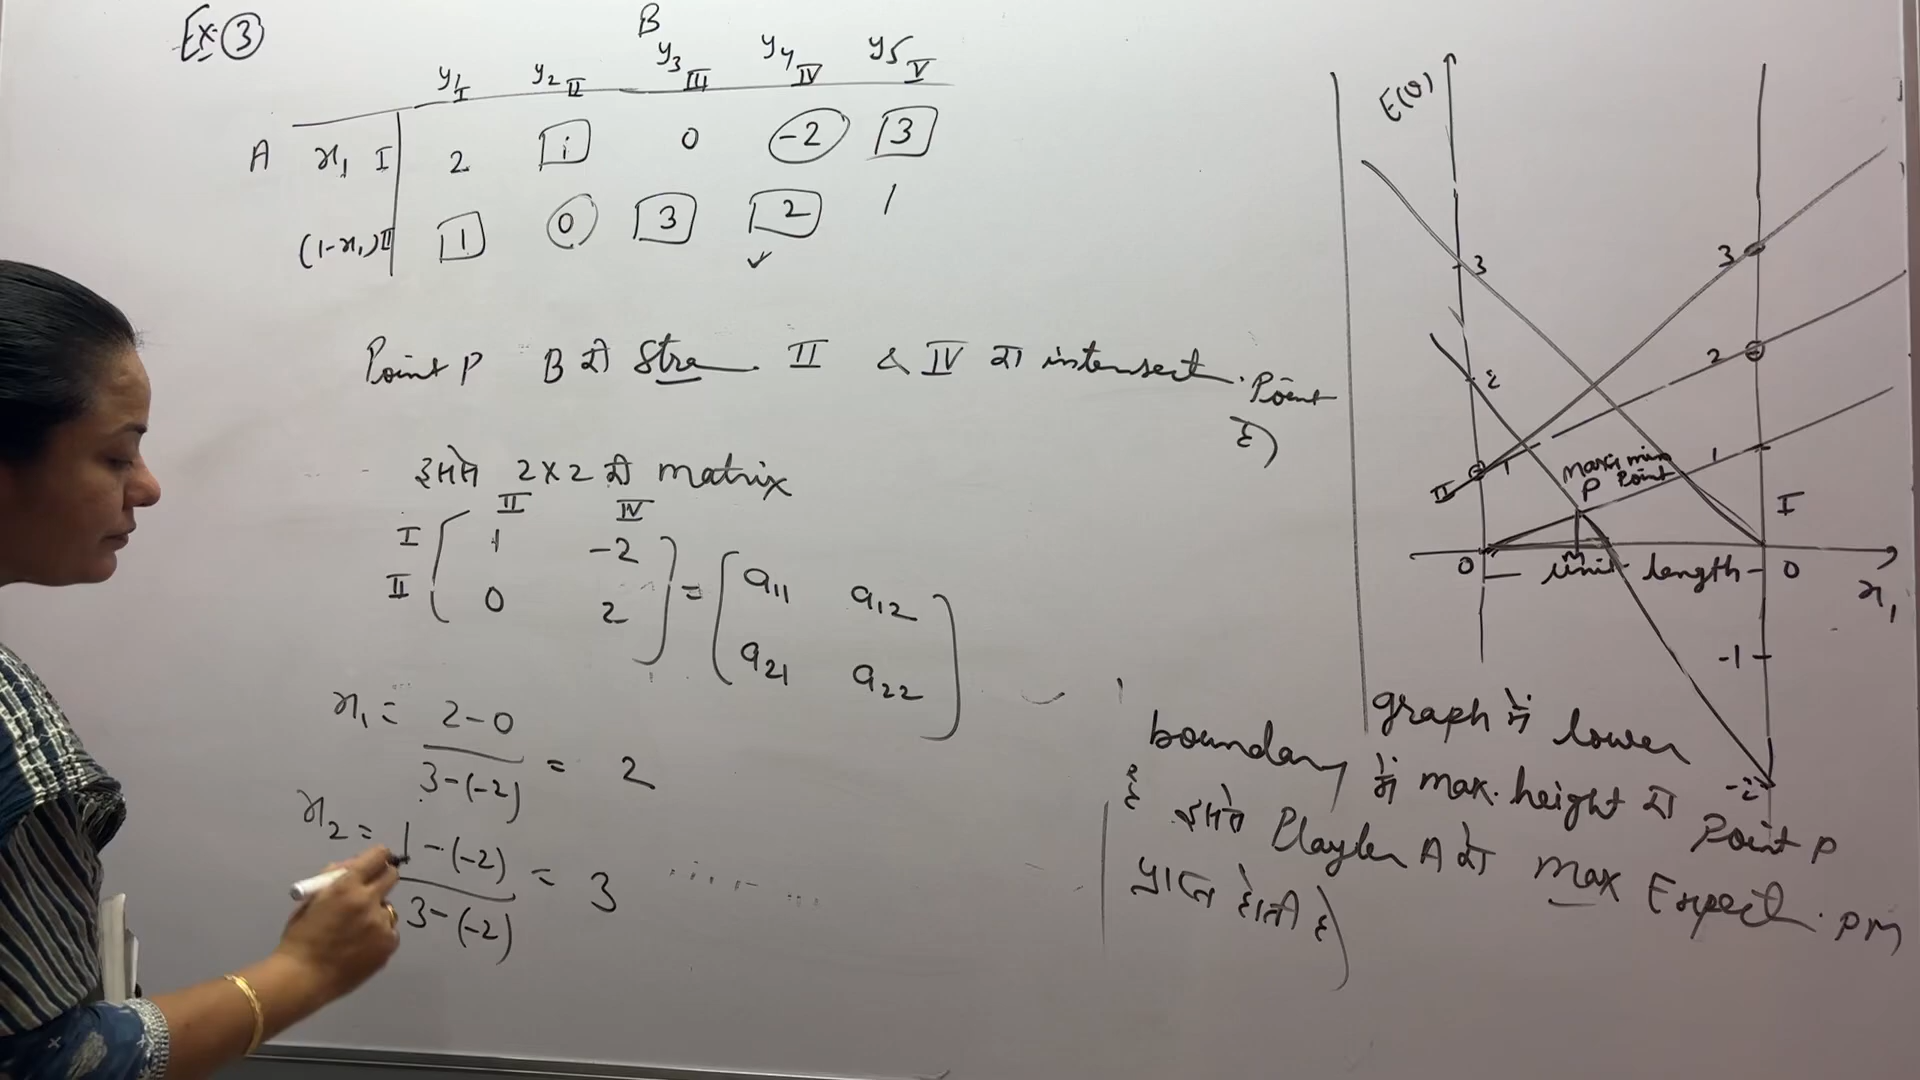 Ex. 3
B
y1 I y2 II y3 III y4 IV y5 V
A x1 I 2 1 0 -2 3
(1-x1) II 1 0 3 2 1
✓
Point P B की Stra. II & IV का intersect. Point
है)
इससे 2x2 की matrix
II IV
I 1 -2
II 0 2
= a11 a12
a21 a22
x1 = 2-0 / 3-(-2) = 2
x2 = 1-(-2) / 3-(-2) = 3
E(v)
3 3
2 2
II 1 1
Maximin
P Point
I
0 m unit length 0
x1
-1
-2
graph में lower
boundary में max. height का Point P
है इससे Player A को max Expect. PM
प्राप्त होती है)